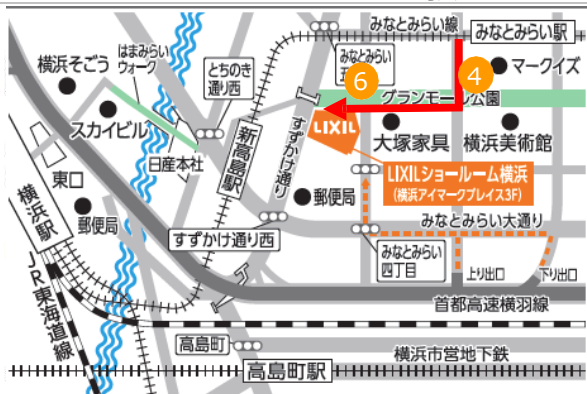 みなとみらい線
みなとみらい駅
横浜そごう
はまみらい
ウォーク
とちのき
通り西
みなとみらい
五
6
4
マークイズ
グランモール公園
スカイビル
日産本社
新高島駅
すずかけ通り
LIXIL
大塚家具
横浜美術館
LIXILショールーム横浜
(横浜アイマークプレイス3F)
東口
横浜駅
郵便局
郵便局
すずかけ通り西
みなとみらい大通り
みなとみらい
四丁目
上り出口
下り出口
首都高速横羽線
JR東海道線
高島町
横浜市営地下鉄
高島町駅